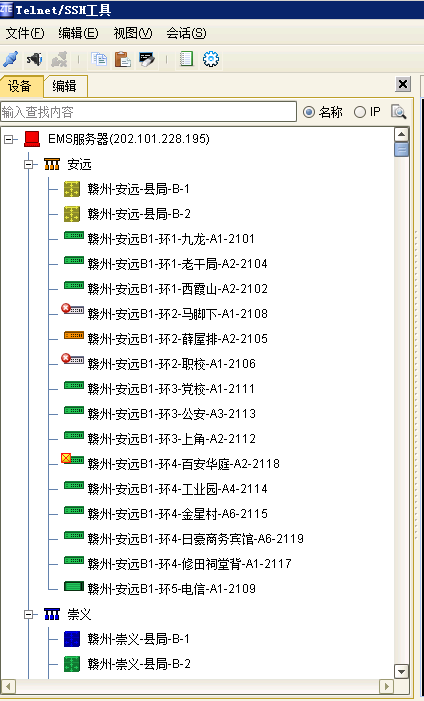 ZTE Telnet/SSH工具
文件(F) 编辑(E) 视图(V) 会话(S)
设备 编辑
输入查找内容 名称 IP
EMS服务器(202.101.228.195)
安远
赣州-安远-县局-B-1
赣州-安远-县局-B-2
赣州-安远B1-环1-九龙-A1-2101
赣州-安远B1-环1-老干局-A2-2104
赣州-安远B1-环1-西霞山-A2-2102
赣州-安远B1-环2-马脚下-A1-2108
赣州-安远B1-环2-薛屋排-A2-2105
赣州-安远B1-环2-职校-A1-2106
赣州-安远B1-环3-党校-A1-2111
赣州-安远B1-环3-公安-A3-2113
赣州-安远B1-环3-上角-A2-2112
赣州-安远B1-环4-百安华庭-A2-2118
赣州-安远B1-环4-工业园-A4-2114
赣州-安远B1-环4-金星村-A6-2115
赣州-安远B1-环4-日豪商务宾馆-A6-2119
赣州-安远B1-环4-修田祠堂背-A1-2117
赣州-安远B1-环5-电信-A1-2109
崇义
赣州-崇义-县局-B-1
赣州-崇义-县局-B-2